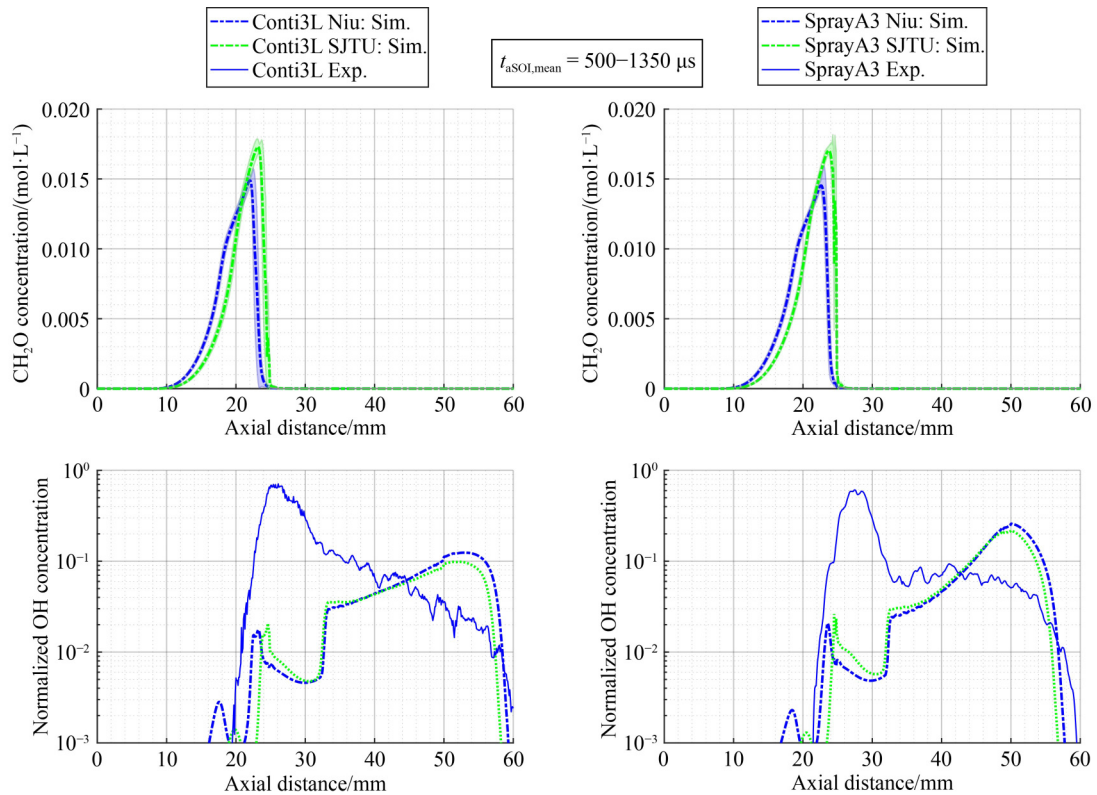 Conti3L Niu: Sim.
Conti3L SJTU: Sim.
Conti3L Exp.
t_aSOI,mean = 500−1350 μs
SprayA3 Niu: Sim.
SprayA3 SJTU: Sim.
SprayA3 Exp.
CH₂O concentration/(mol·L⁻¹)
0.020
0.015
0.010
0.005
0
0 10 20 30 40 50 60
Axial distance/mm
CH₂O concentration/(mol·L⁻¹)
0.020
0.015
0.010
0.005
0
0 10 20 30 40 50 60
Axial distance/mm
Normalized OH concentration
10⁰
10⁻¹
10⁻²
10⁻³
0 10 20 30 40 50 60
Axial distance/mm
Normalized OH concentration
10⁰
10⁻¹
10⁻²
10⁻³
0 10 20 30 40 50 60
Axial distance/mm